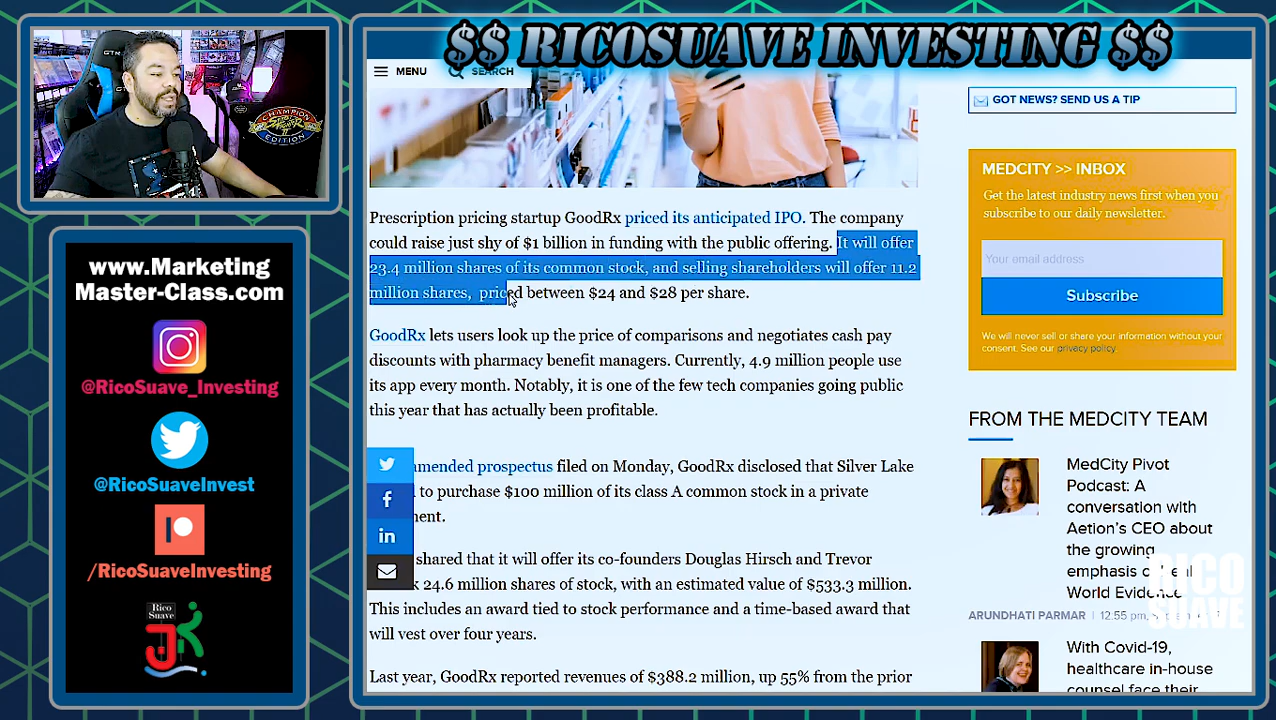 $$ RICOSUAVE INVESTING $$
GTR
CHAMPION
EDITION
www.Marketing
Master-Class.com
@RicoSuave_Investing
@RicoSuaveInvest
/RicoSuaveInvesting
Rico
Suave
JK
MENU
SEARCH
Prescription pricing startup GoodRx priced its anticipated IPO. The company
could raise just shy of $1 billion in funding with the public offering. It will offer
23.4 million shares of its common stock, and selling shareholders will offer 11.2
million shares, priced between $24 and $28 per share.
GoodRx lets users look up the price of comparisons and negotiates cash pay
discounts with pharmacy benefit managers. Currently, 4.9 million people use
its app every month. Notably, it is one of the few tech companies going public
this year that has actually been profitable.
amended prospectus filed on Monday, GoodRx disclosed that Silver Lake
to purchase $100 million of its class A common stock in a private
shared that it will offer its co-founders Douglas Hirsch and Trevor
24.6 million shares of stock, with an estimated value of $533.3 million.
This includes an award tied to stock performance and a time-based award that
will vest over four years.
Last year, GoodRx reported revenues of $388.2 million, up 55% from the prior
GOT NEWS? SEND US A TIP
MEDCITY >> INBOX
Get the latest industry news first when you
subscribe to our daily newsletter.
Your email address
Subscribe
We will never sell or share your information without your
consent. See our privacy policy.
FROM THE MEDCITY TEAM
MedCity Pivot
Podcast: A
conversation with
Aetion's CEO about
the growing
emphasis
World Evidence
ARUNDHATI PARMAR | 12:55 pm,
With Covid-19,
healthcare in-house
counsel face their
RICO
SUAVE